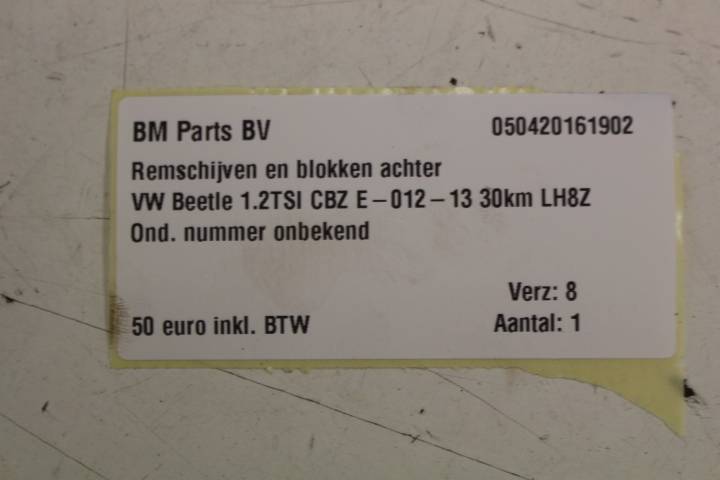 BM Parts BV 050420161902
Remschijven en blokken achter
VW Beetle 1.2TSI CBZ E-012-13 30km LH8Z
Ond. nummer onbekend
Verz: 8
50 euro inkl. BTW Aantal: 1